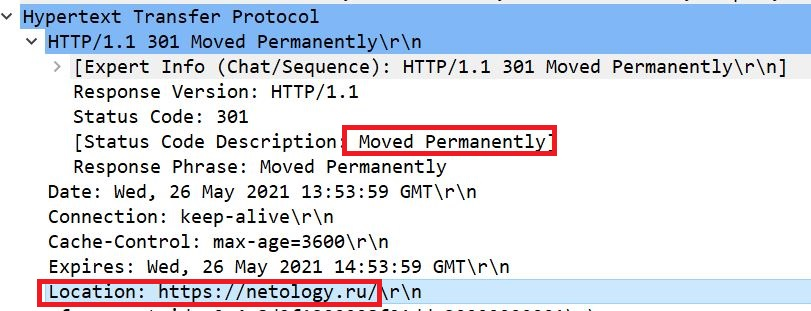 Hypertext Transfer Protocol
HTTP/1.1 301 Moved Permanently\r\n
[Expert Info (Chat/Sequence): HTTP/1.1 301 Moved Permanently\r\n]
Response Version: HTTP/1.1
Status Code: 301
[Status Code Description: Moved Permanently]
Response Phrase: Moved Permanently
Date: Wed, 26 May 2021 13:53:59 GMT\r\n
Connection: keep-alive\r\n
Cache-Control: max-age=3600\r\n
Expires: Wed, 26 May 2021 14:53:59 GMT\r\n
Location: https://netology.ru/\r\n